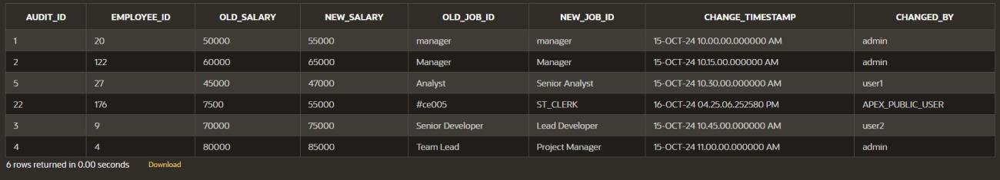 AUDIT_ID EMPLOYEE_ID OLD_SALARY NEW_SALARY OLD_JOB_ID NEW_JOB_ID CHANGE_TIMESTAMP CHANGED_BY
1 20 50000 55000 manager manager 15-OCT-24 10.00.00.000000 AM admin
2 122 60000 65000 Manager Manager 15-OCT-24 10.15.00.000000 AM admin
5 27 45000 47000 Analyst Senior Analyst 15-OCT-24 10.30.00.000000 AM user1
22 176 7500 55000 #ce005 ST_CLERK 16-OCT-24 04.25.06.252580 PM APEX_PUBLIC_USER
3 9 70000 75000 Senior Developer Lead Developer 15-OCT-24 10.45.00.000000 AM user2
4 4 80000 85000 Team Lead Project Manager 15-OCT-24 11.00.00.000000 AM admin
6 rows returned in 0.00 seconds Download